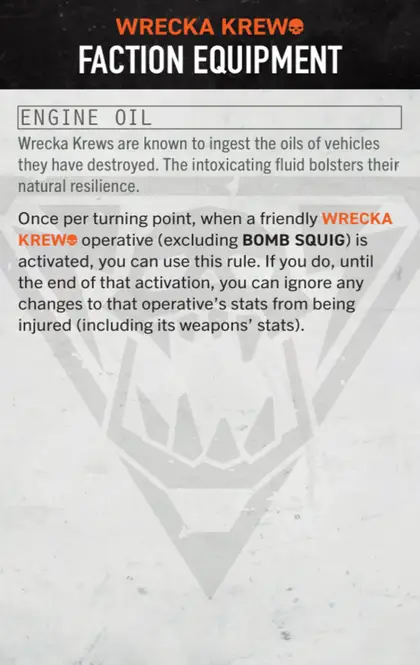 WRECKA KREW
FACTION EQUIPMENT
ENGINE OIL
Wrecka Krews are known to ingest the oils of vehicles
they have destroyed. The intoxicating fluid bolsters their
natural resilience.
Once per turning point, when a friendly WRECKA
KREW operative (excluding BOMB SQUIG) is
activated, you can use this rule. If you do, until
the end of that activation, you can ignore any
changes to that operative’s stats from being
injured (including its weapons’ stats).